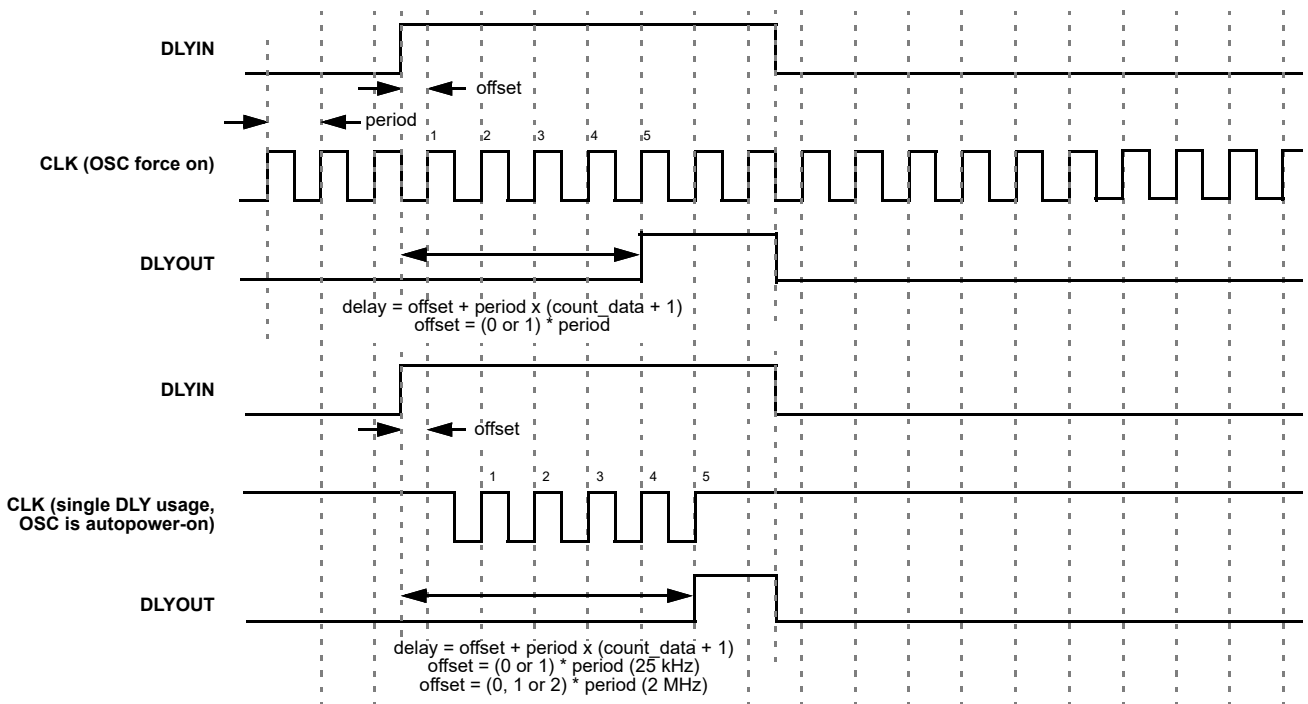 DLYIN
offset
period
1 2 3 4 5
CLK (OSC force on)
DLYOUT
delay = offset + period x (count_data + 1)
offset = (0 or 1) * period
DLYIN
offset
1 2 3 4 5
CLK (single DLY usage,
OSC is autopower-on)
DLYOUT
delay = offset + period x (count_data + 1)
offset = (0 or 1) * period (25 kHz)
offset = (0, 1 or 2) * period (2 MHz)